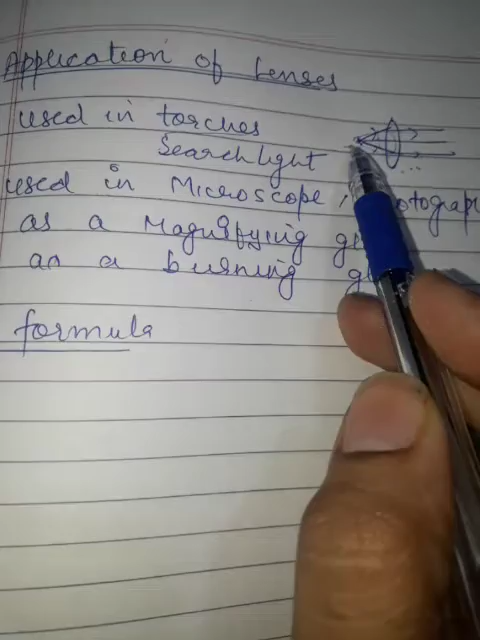 Application of Lenses
used in torches
Searchlight
used in Microscope,
as a Magnifying
as a burning
formula